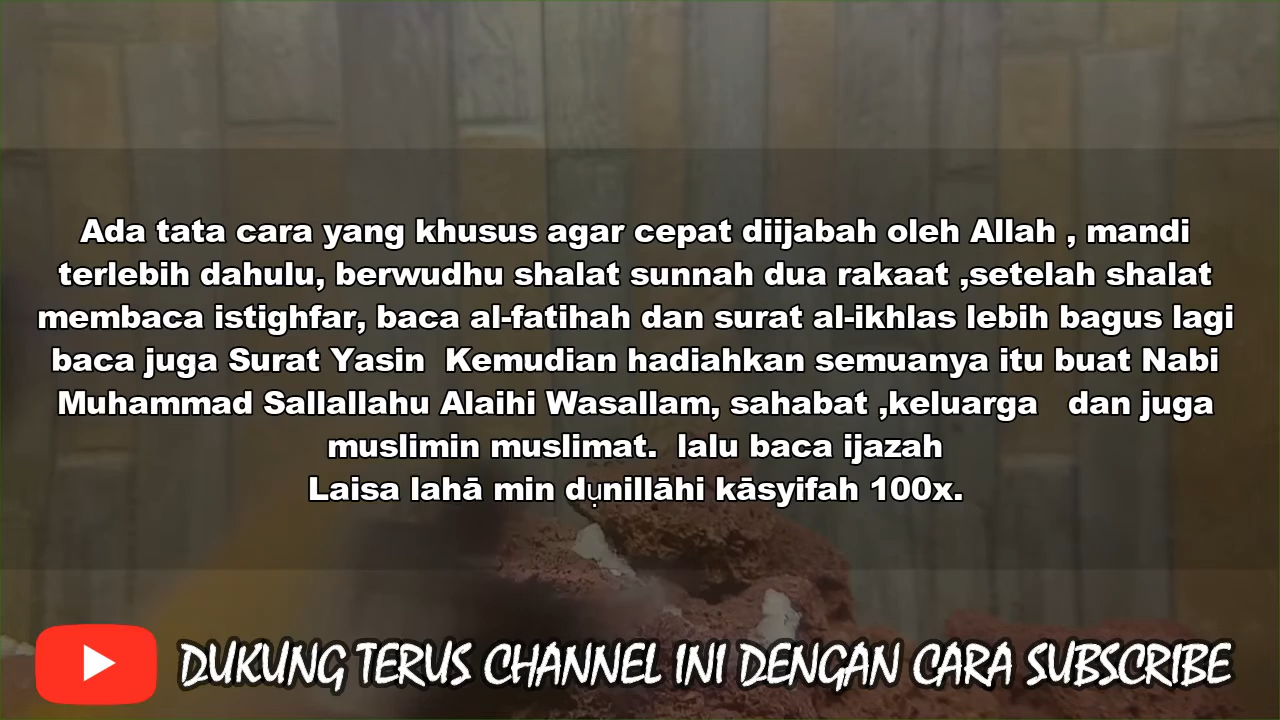 Ada tata cara yang khusus agar cepat diijabah oleh Allah , mandi
terlebih dahulu, berwudhu shalat sunnah dua rakaat ,setelah shalat
membaca istighfar, baca al-fatihah dan surat al-ikhlas lebih bagus lagi
baca juga Surat Yasin  Kemudian hadiahkan semuanya itu buat Nabi
Muhammad Sallallahu Alaihi Wasallam, sahabat ,keluarga   dan juga
muslimin muslimat.  lalu baca ijazah
Laisa lahā min dụnillāhi kāsyifah 100x.
DUKUNG TERUS CHANNEL INI DENGAN CARA SUBSCRIBE